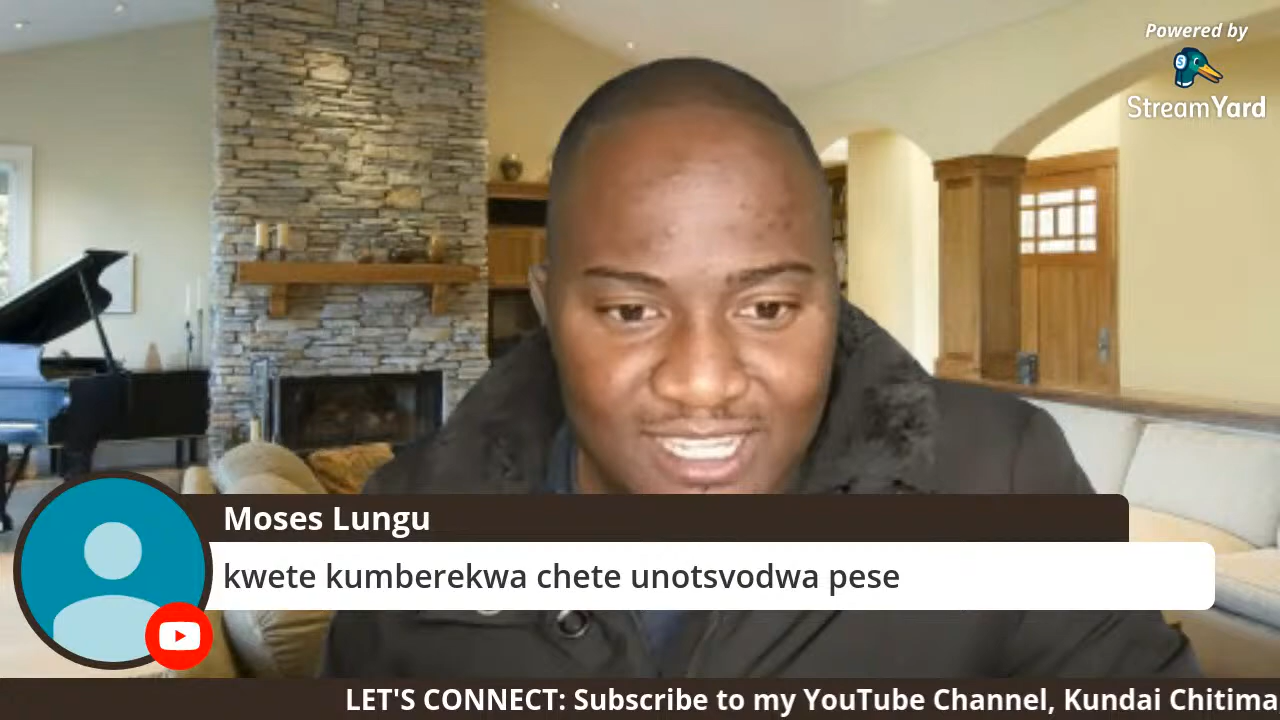 Powered by
StreamYard
Moses Lungu
kwete kumberekwa chete unotsvodwa pese
LET'S CONNECT: Subscribe to my YouTube Channel, Kundai Chitima